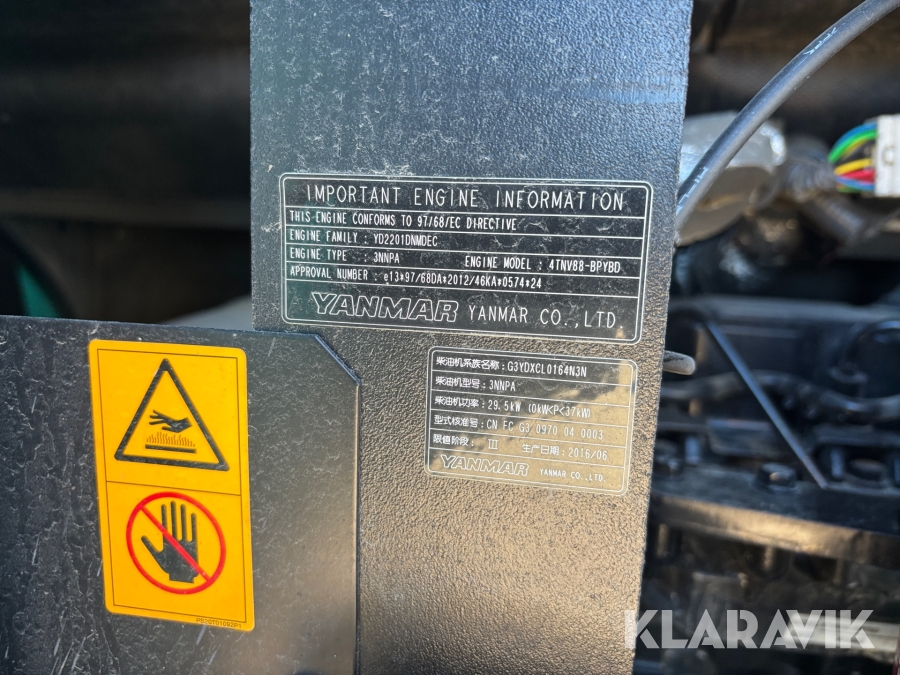 IMPORTANT ENGINE INFORMATION
THIS ENGINE CONFORMS TO 97/68/EC DIRECTIVE
ENGINE FAMILY : YD2201DNMDEC
ENGINE TYPE : 3NNPA ENGINE MODEL : 4TNV88-BPYBD
APPROVAL NUMBER : e13*97/68DA*2012/46KA*0574*24
YANMAR YANMAR CO.,LTD.
柴油机系族名称: G3YDXCL0164N3N
柴油机型号: 3NNPA
柴油机功率: 29.5kW (0kW<P<37kW)
型式核准号: CN FC G3 0970 04 0003
限值阶段: III 生产日期: 2016/06
YANMAR YANMAR CO.,LTD.
KLARAVIK